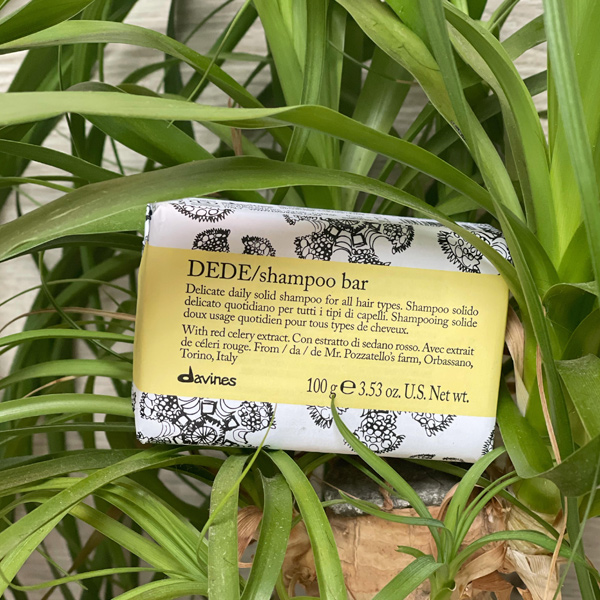 DEDE/shampoo bar
Delicate daily solid shampoo for all hair types. Shampoo solido
delicato quotidiano per tutti i tipi di capelli. Shampooing solide
doux usage quotidien pour tous types de cheveux.
With red celery extract. Con estratto di sedano rosso. Avec extrait
de céleri rouge. From / da / de Mr. Pozzatello's farm, Orbassano,
Torino, Italy
davines
100 g ℮ 3.53 oz. U.S. Net wt.